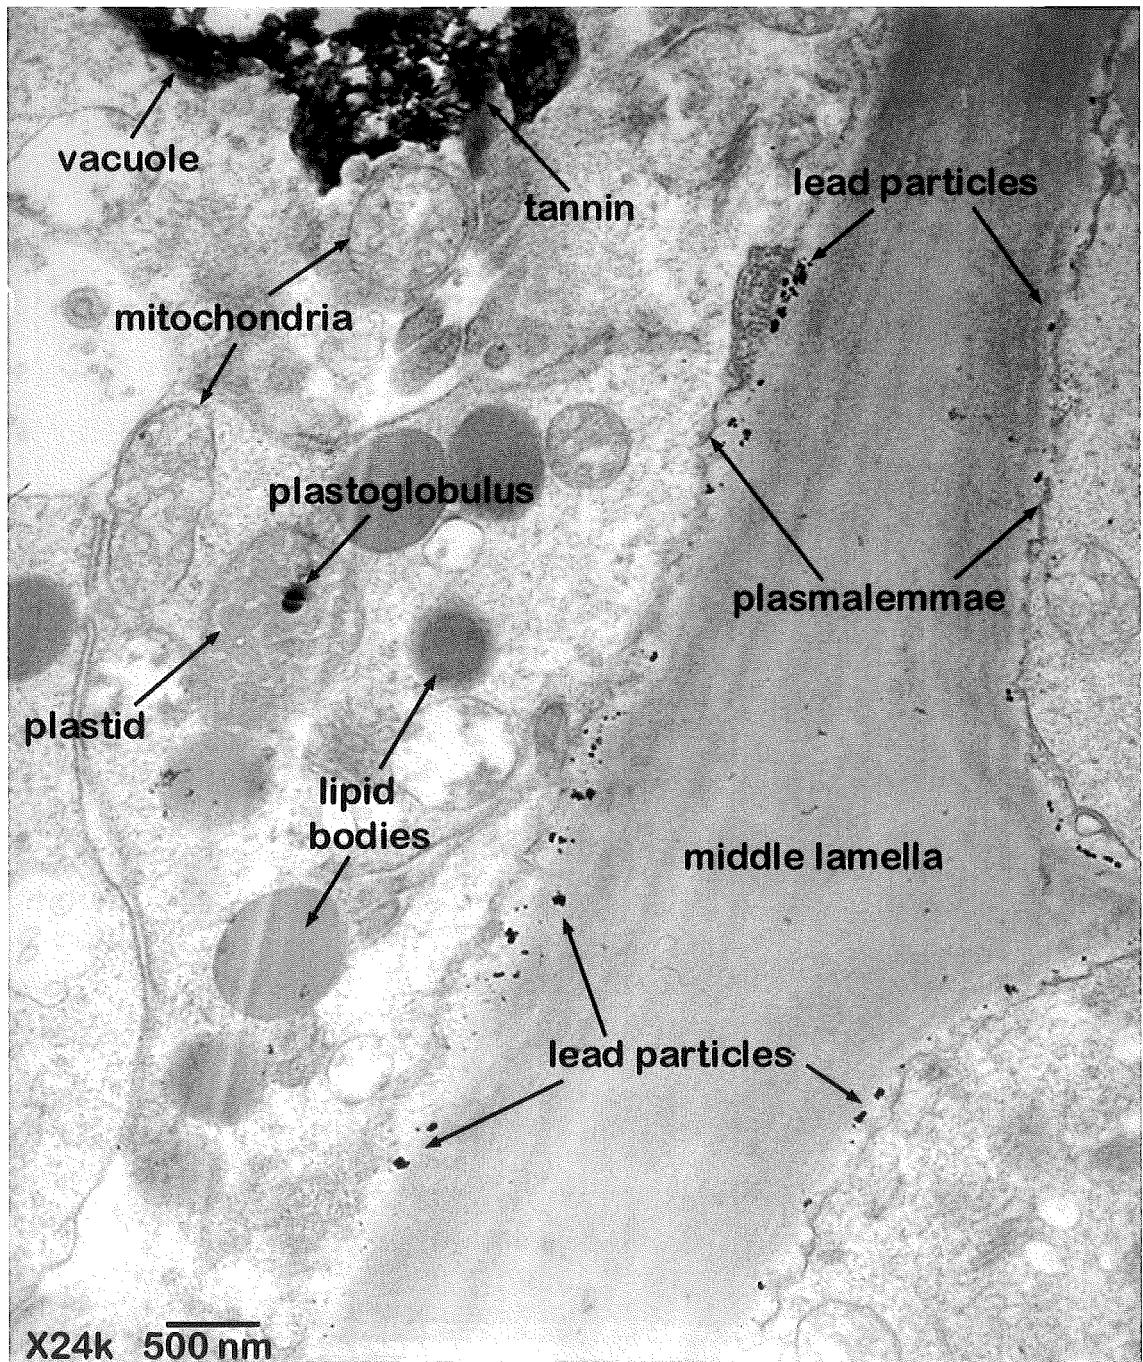 vacuole
tannin
lead particles
mitochondria
plastoglobulus
plasmalemmae
plastid
lipid
bodies
middle lamella
lead particles
X24k 500 nm